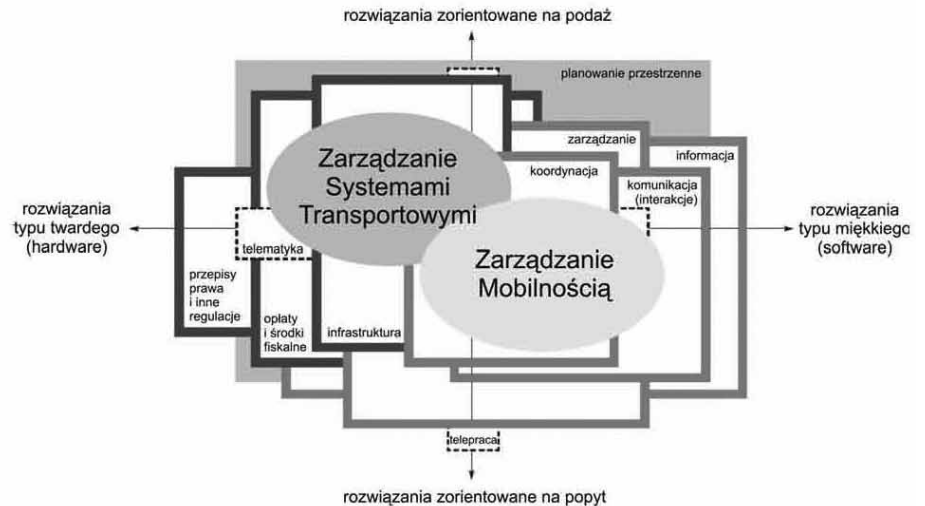 rozwiązania zorientowane na podaż
planowanie przestrzenne
zarządzanie
informacja
koordynacja
komunikacja
(interakcje)
Zarządzanie
Systemami
Transportowymi
rozwiązania
typu twardego
(hardware)
telematyka
rozwiązania
typu miękkiego
(software)
Zarządzanie
Mobilnością
przepisy
prawa
i inne
regulacje
opłaty
i środki
fiskalne
infrastruktura
telepraca
rozwiązania zorientowane na popyt